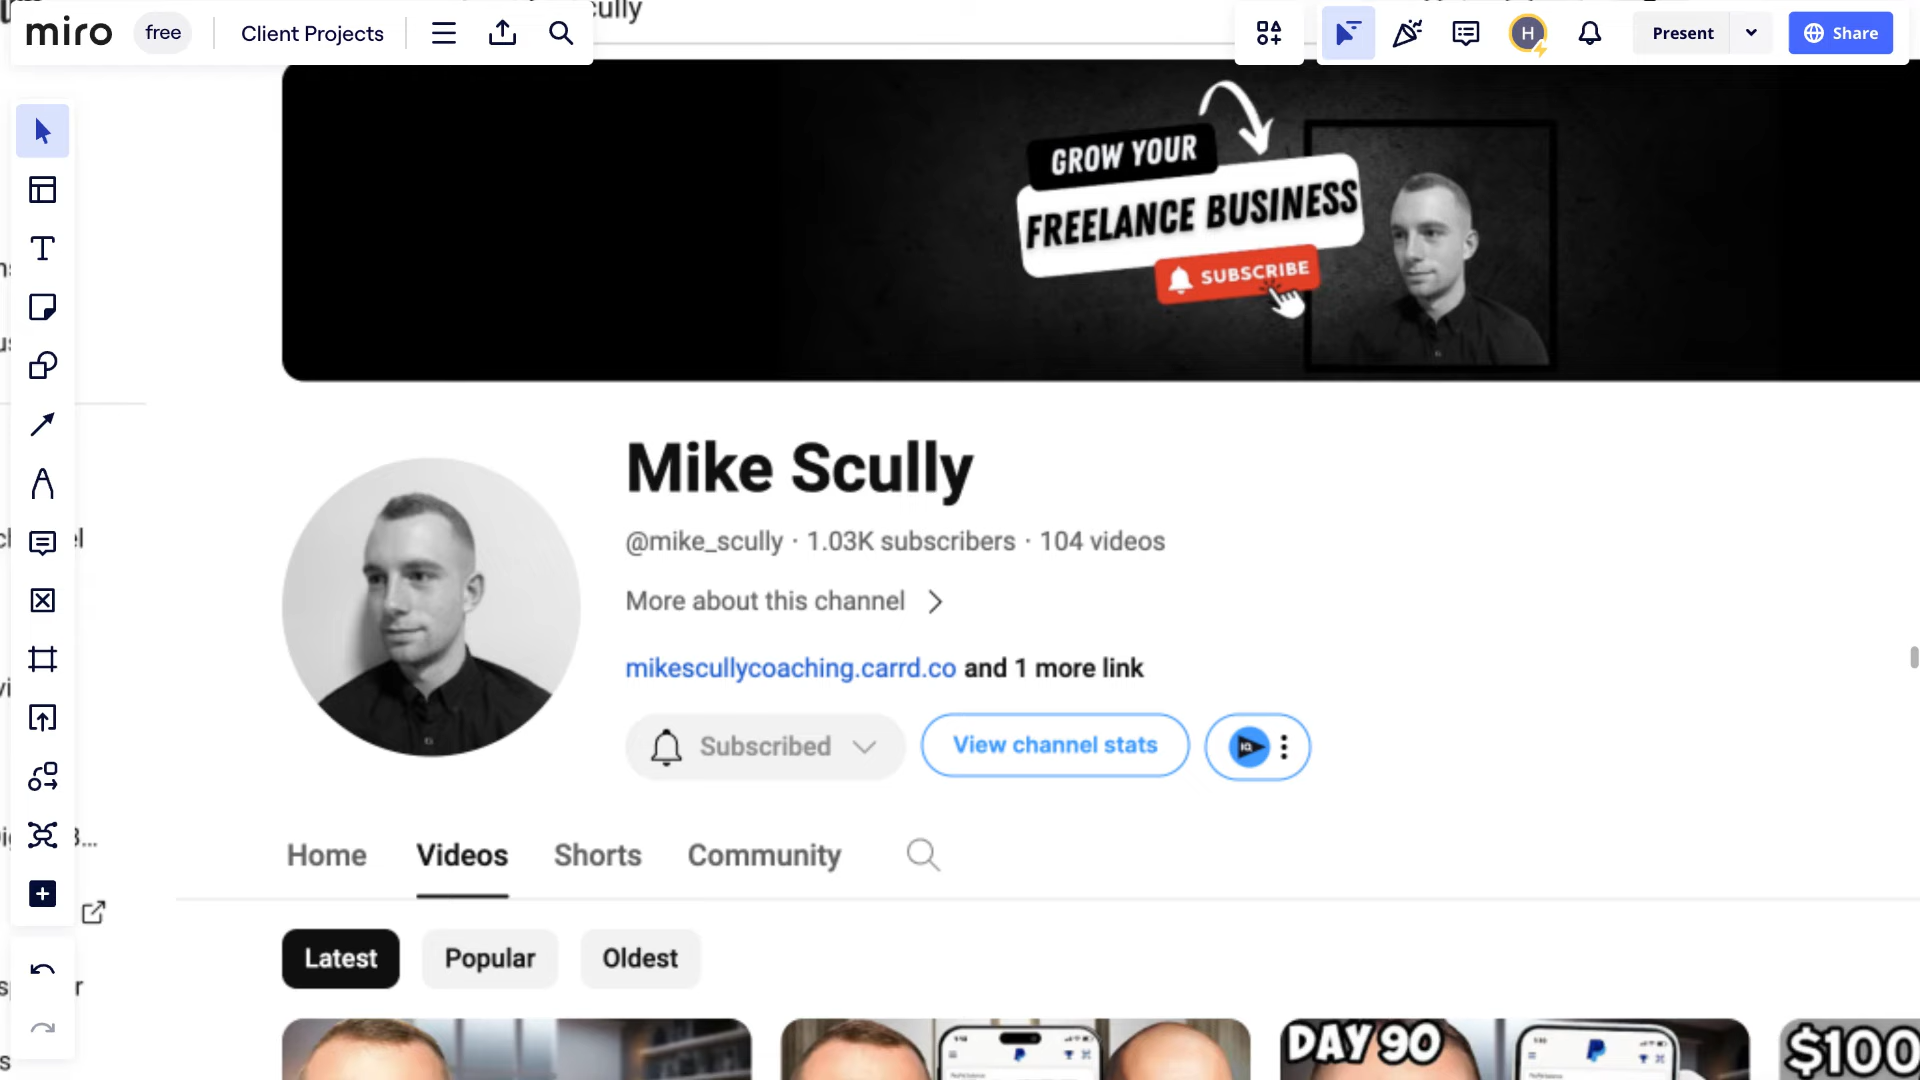 miro free Client Projects
Present Share
H
GROW YOUR
FREELANCE BUSINESS
SUBSCRIBE
Mike Scully
@mike_scully · 1.03K subscribers · 104 videos
More about this channel
mikescullycoaching.carrd.co and 1 more link
Subscribed View channel stats
IQ
Home Videos Shorts Community
Latest Popular Oldest
DAY 90
$100